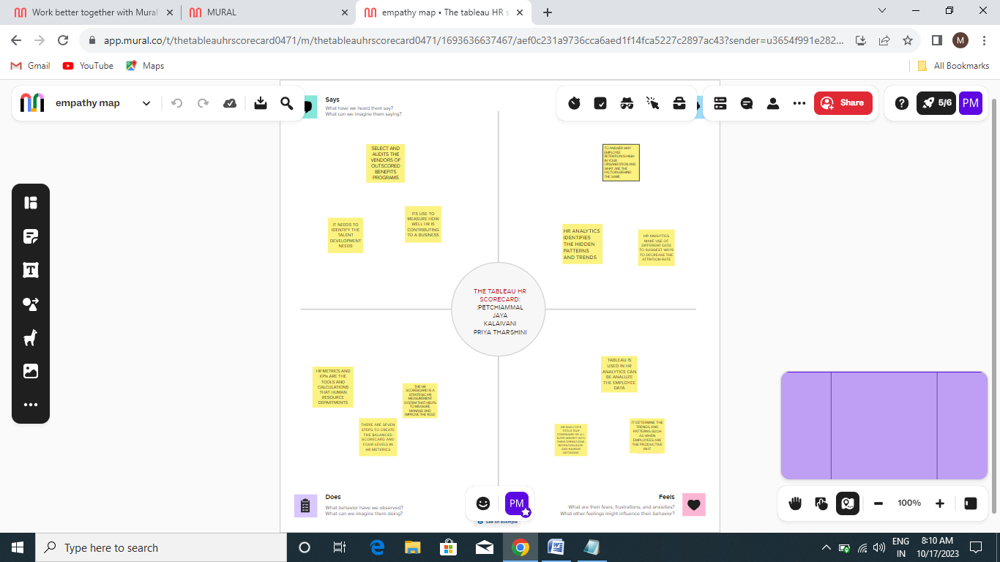 Work better together with Mural
MURAL
empathy map • The tableau HR s
app.mural.co/t/thetableauhrscorecard0471/m/thetableauhrscorecard0471/1693636637467/aef0c231a9736cca6aed1f14fca5227c2897ac43?sender=u3654f991e282...
M
Gmail
YouTube
Maps
All Bookmarks
empathy map
Share
5/6
PM
Says
What have we heard them say?
What can we imagine them saying?
SELECT AND
AUDITS THE
VENDORS OF
OUTSCORED
BENEFITS
PROGRAMS
IT NEEDS TO
IDENTIFY THE
TALENT
DEVELOPMENT
NEEDS
ITS USE TO
MEASURE HOW
WELL HR IS
CONTRIBUTING
TO A BUSINESS
TO ANSWER WHY
EMPLOYEE
RETENTION IS HIGH
IN YOUR
ORGANIZATION AND
WHAT ARE THE
FACTORS BEHIND
THE SAME.
HR ANALYTICS
IDENTIFIES
THE HIDDEN
PATTERNS
AND TRENDS
HR ANALYTICS
MAKE USE OF
DIFFERENT DATA
TO SUGGEST WAYS
TO DECREASE THE
ATTRITION RATE
THE TABLEAU HR
SCORECARD:
:PETCHIAMMAL
JAYA
KALAIVANI
PRIYA THARSHINI
HR METRICS AND
KPIs ARE THE
TOOLS AND
CALCULATIONS
THAT HUMAN
RESOURCE
DEPARTMENTS
THE HR
SCOREBCARD IS A
STRATEGIC HR
MEASUREMENT
SYSTEM THAT HELPS
TO MEASURE,
MANAGE AND
IMPROVE THE ROLE
THERE ARE SEVEN
STEPS TO CREATE
THE BALANCED
SCORECARD AND
FOUR LEVELS IN
HR METERICS
TABLEAU IS
USED IN HR
ANALYTICS CAN
BE ANALUZE
THE EMPLOYEE
DATA
HR ANALYTICS
TOOLS GIVE
COMPANIES OF ALL
SIZES INSIGHT INTO
THEIR OPERATIONS,
RETENTION RATE
AND HAIRING
DECISIONS
IT DETERMINE THE
TRENDS AND
PATTERNS SUCH
AS WHEN
EMPLOYEES ARE
THE PRODUCTIVE
IN IT
Does
What behavior have we observed?
What can we imagine them doing?
PM
See an example
Feels
What are their fears, frustrations, and anxieties?
What other feelings might influence their behavior?
100%
Type here to search
ENG
IN
8:10 AM
10/17/2023